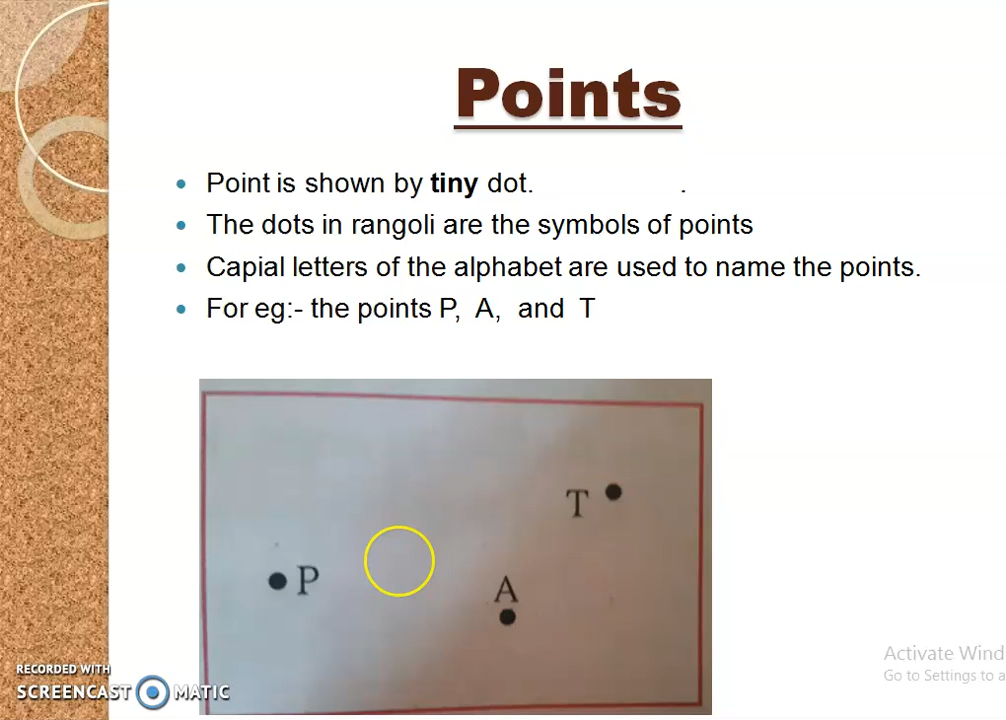 Points
Point is shown by tiny dot. .
The dots in rangoli are the symbols of points
Capial letters of the alphabet are used to name the points.
For eg:- the points P, A, and T
T
P
A
Activate Wind
Go to Settings to a
RECORDED WITH
SCREENCAST MATIC